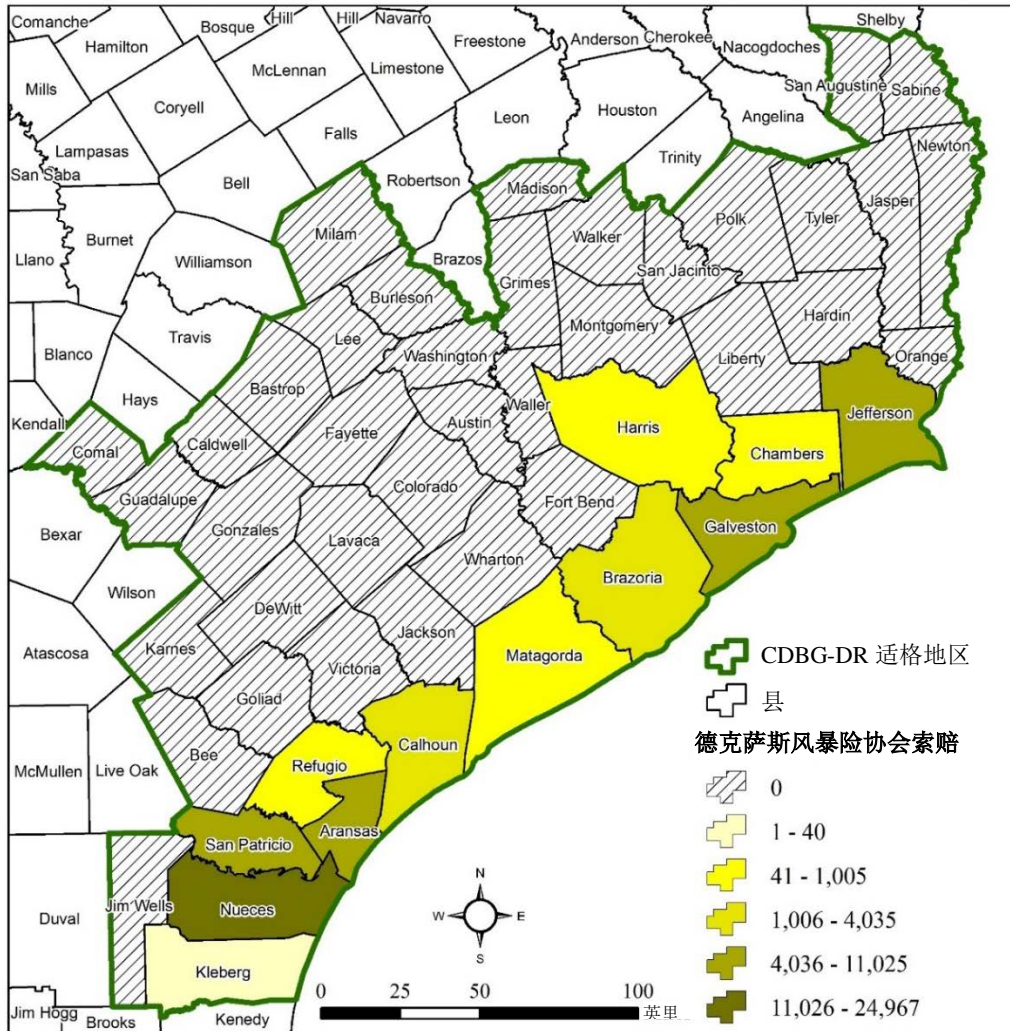 Comanche
Hamilton
Bosque
Hill
Hill
Navarro
Freestone
Anderson
Cherokee
Nacogdoches
Shelby
Mills
McLennan
Limestone
San Augustine
Sabine
Coryell
Leon
Houston
Angelina
Falls
Newton
Lampasas
San Saba
Bell
Robertson
Trinity
Madison
Jasper
Milam
Polk
Tyler
Burnet
Walker
Llano
Williamson
Brazos
San Jacinto
Grimes
Burleson
Hardin
Montgomery
Travis
Lee
Washington
Liberty
Orange
Blanco
Bastrop
Waller
Hays
Austin
Jefferson
Kendall
Caldwell
Fayette
Harris
Comal
Chambers
Guadalupe
Colorado
Fort Bend
Gonzales
Galveston
Bexar
Lavaca
Wharton
Brazoria
Wilson
DeWitt
Jackson
Atascosa
Karnes
Victoria
Matagorda
Goliad
Calhoun
Bee
McMullen
Live Oak
Refugio
Aransas
San Patricio
Duval
Jim Wells
Nueces
Kleberg
Jim Hogg
Brooks
Kenedy
N
W
E
S
0 25 50 100
英里
CDBG-DR 适格地区
县
德克萨斯风暴险协会索赔
0
1 - 40
41 - 1,005
1,006 - 4,035
4,036 - 11,025
11,026 - 24,967